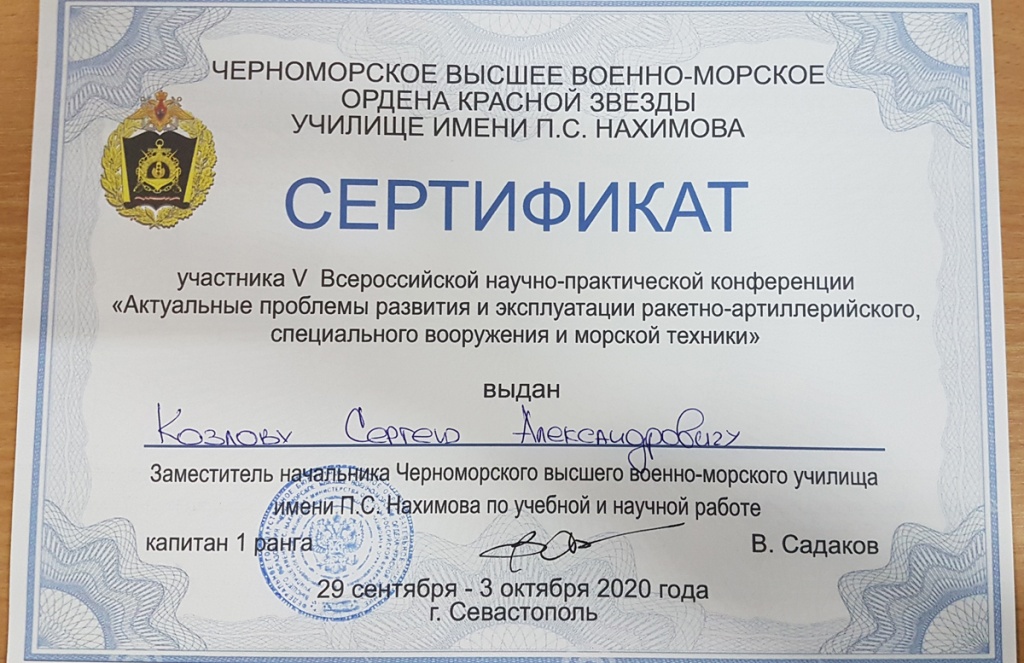 ЧЕРНОМОРСКОЕ ВЫСШЕЕ ВОЕННО-МОРСКОЕ
ОРДЕНА КРАСНОЙ ЗВЕЗДЫ
УЧИЛИЩЕ ИМЕНИ П.С. НАХИМОВА
СЕРТИФИКАТ
участника V Всероссийской научно-практической конференции
«Актуальные проблемы развития и эксплуатации ракетно-артиллерийского,
специального вооружения и морской техники»
выдан
Козлову Сергею Александровичу
Заместитель начальника Черноморского высшего военно-морского училища
имени П.С. Нахимова по учебной и научной работе
капитан 1 ранга В. Садаков
29 сентября - 3 октября 2020 года
г. Севастополь